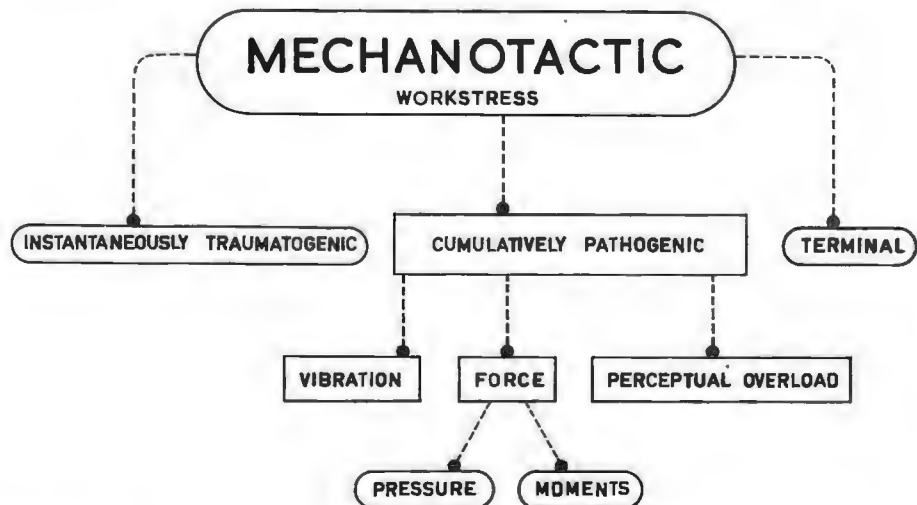 MECHANOTACTIC
WORKSTRESS
INSTANTANEOUSLY TRAUMATOGENIC
CUMULATIVELY PATHOGENIC
TERMINAL
VIBRATION
FORCE
PERCEPTUAL OVERLOAD
PRESSURE
MOMENTS